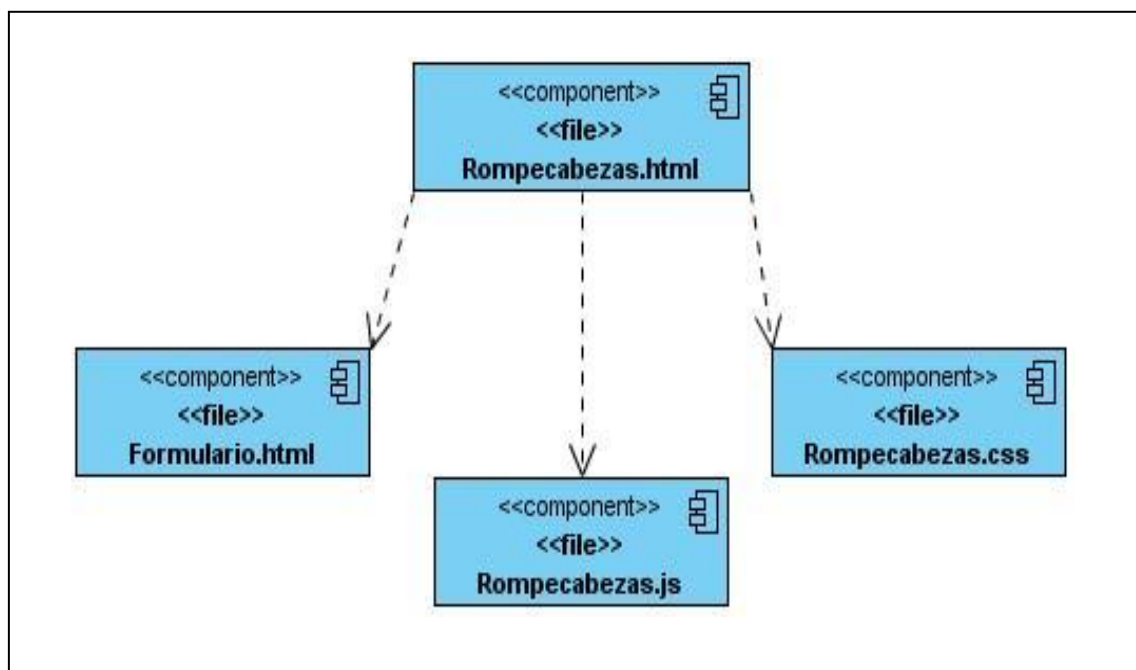 <<component>>
<<file>>
Rompecabezas.html
<<component>>
<<file>>
Formulario.html
<<component>>
<<file>>
Rompecabezas.js
<<component>>
<<file>>
Rompecabezas.css